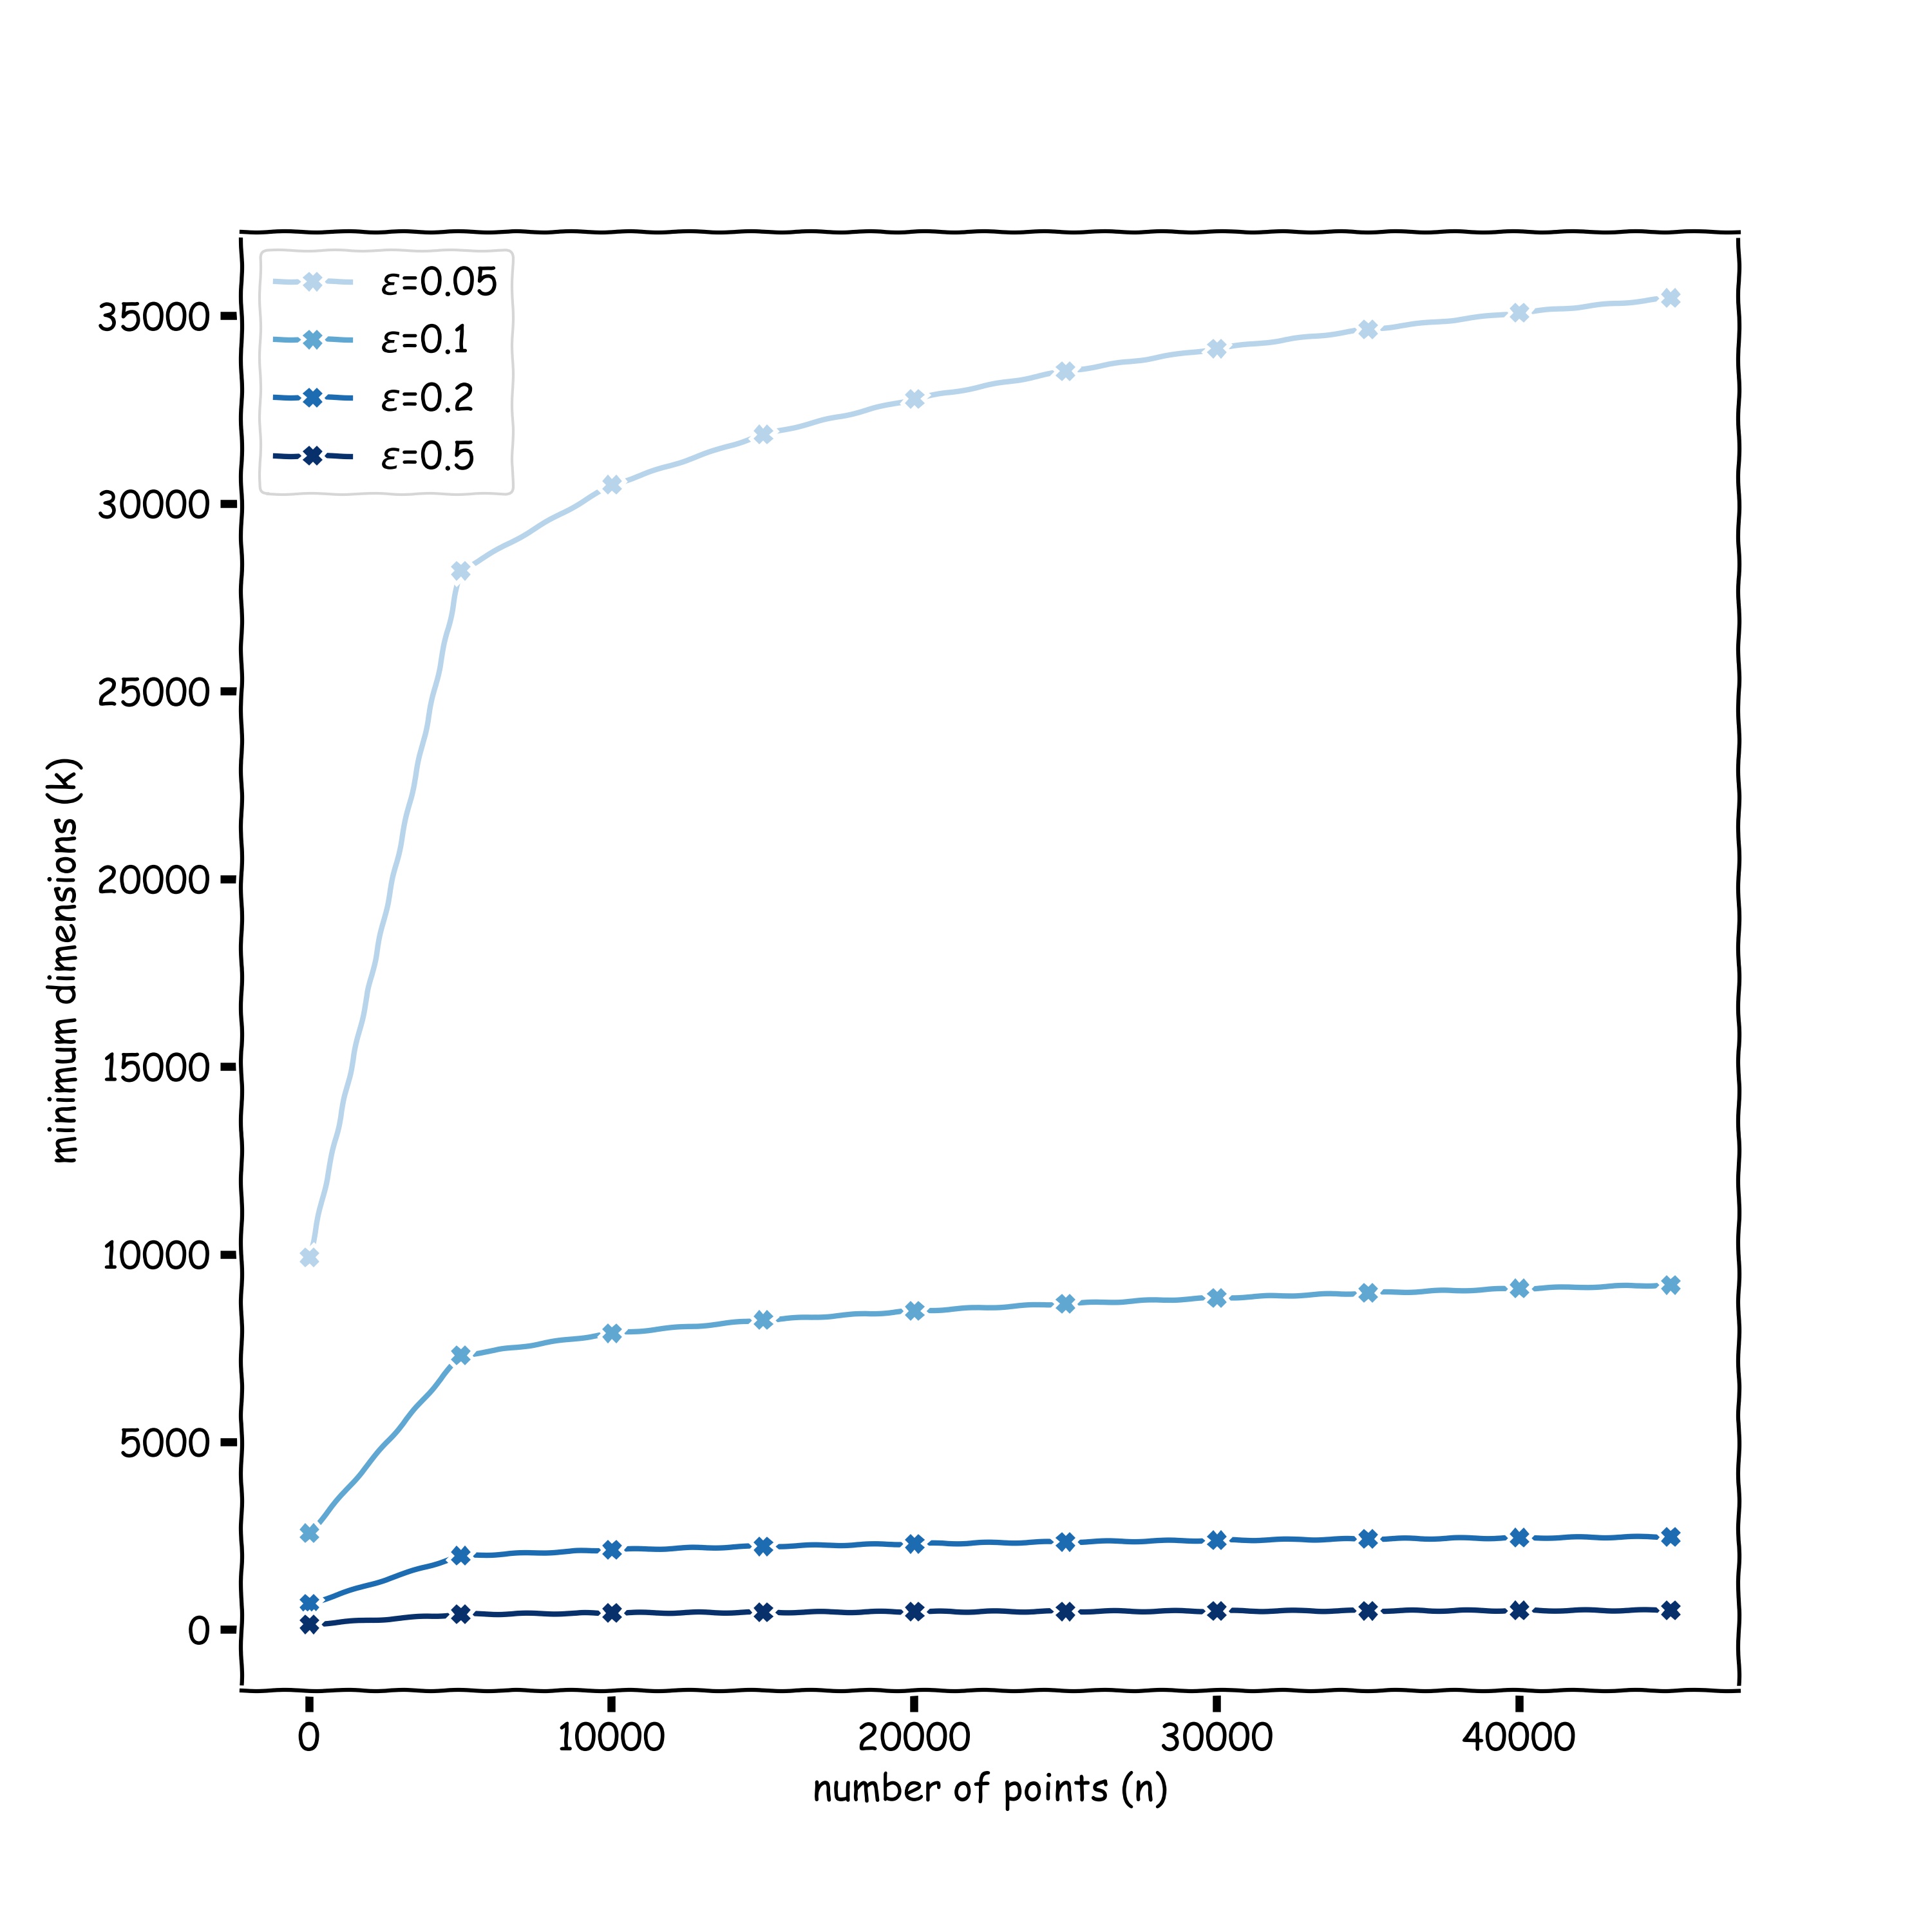 ε=0.05
ε=0.1
ε=0.2
ε=0.5
35000
30000
25000
20000
15000
10000
5000
0
minimum dimensions (k)
0 10000 20000 30000 40000
number of points (n)